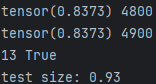 tensor(0.8373) 4800
tensor(0.8373) 4900
13 True
test size: 0.93